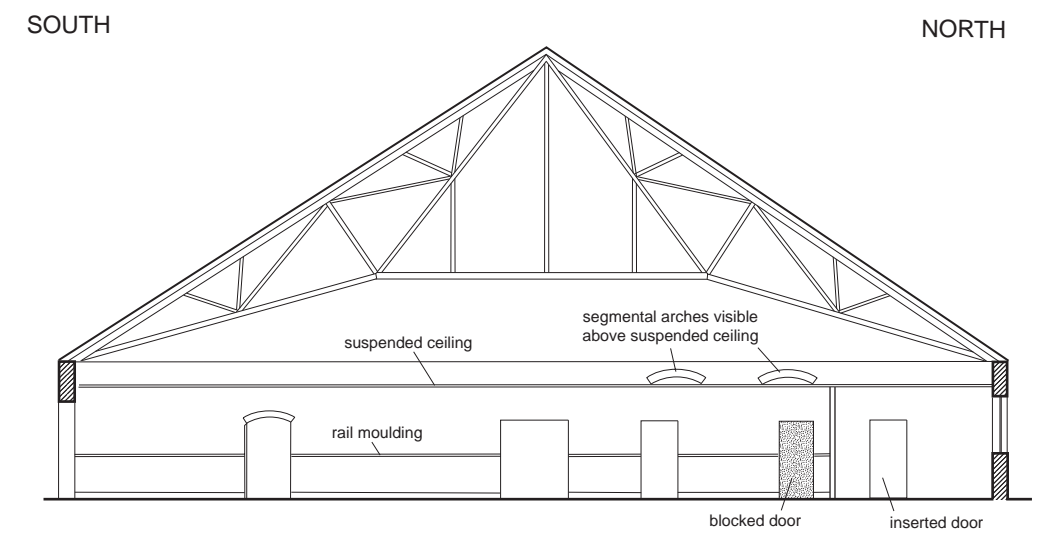 SOUTH
NORTH
segmental arches visible
above suspended ceiling
suspended ceiling
rail moulding
blocked door
inserted door